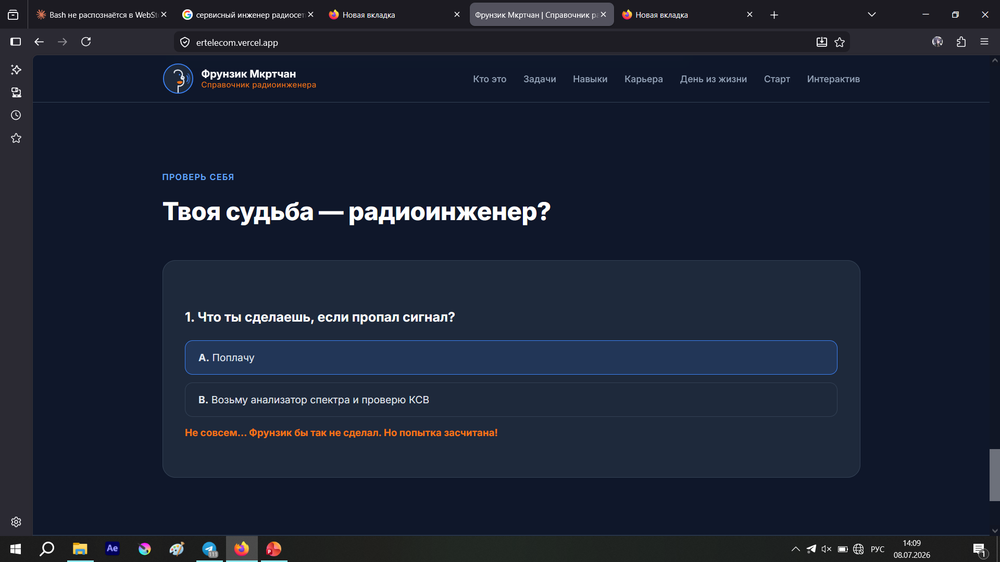 Bash не распознаётся в WebSt
сервисный инженер радиосет
Новая вкладка
Фрунзик Мкртчан | Справочник ра
Новая вкладка
ertelecom.vercel.app
Фрунзик Мкртчан
Справочник радиоинженера
Кто это
Задачи
Навыки
Карьера
День из жизни
Старт
Интерактив
ПРОВЕРЬ СЕБЯ
Твоя судьба — радиоинженер?
1. Что ты сделаешь, если пропал сигнал?
A. Поплачу
B. Возьму анализатор спектра и проверю КСВ
Не совсем... Фрунзик бы так не сделал. Но попытка засчитана!
Ae
111
P
РУС
14:09
08.07.2026
1